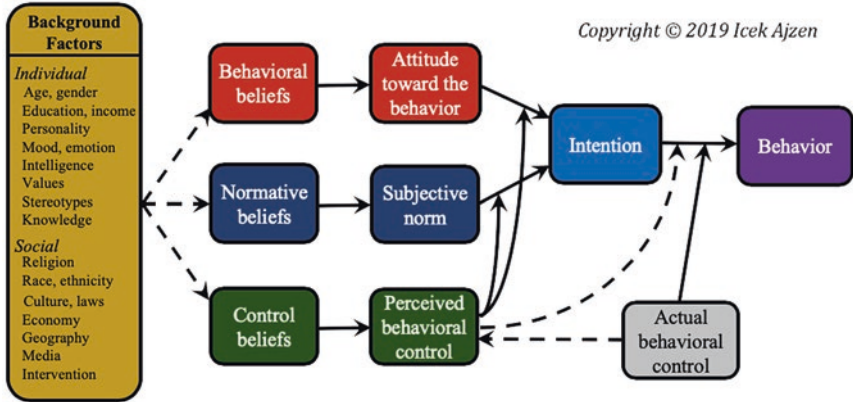 Background
Factors
Individual
Age, gender
Education, income
Personality
Mood, emotion
Intelligence
Values
Stereotypes
Knowledge
Social
Religion
Race, ethnicity
Culture, laws
Economy
Geography
Media
Intervention
Copyright © 2019 Icek Ajzen
Behavioral
beliefs
Attitude
toward the
behavior
Intention
Behavior
Normative
beliefs
Subjective
norm
Control
beliefs
Perceived
behavioral
control
Actual
behavioral
control